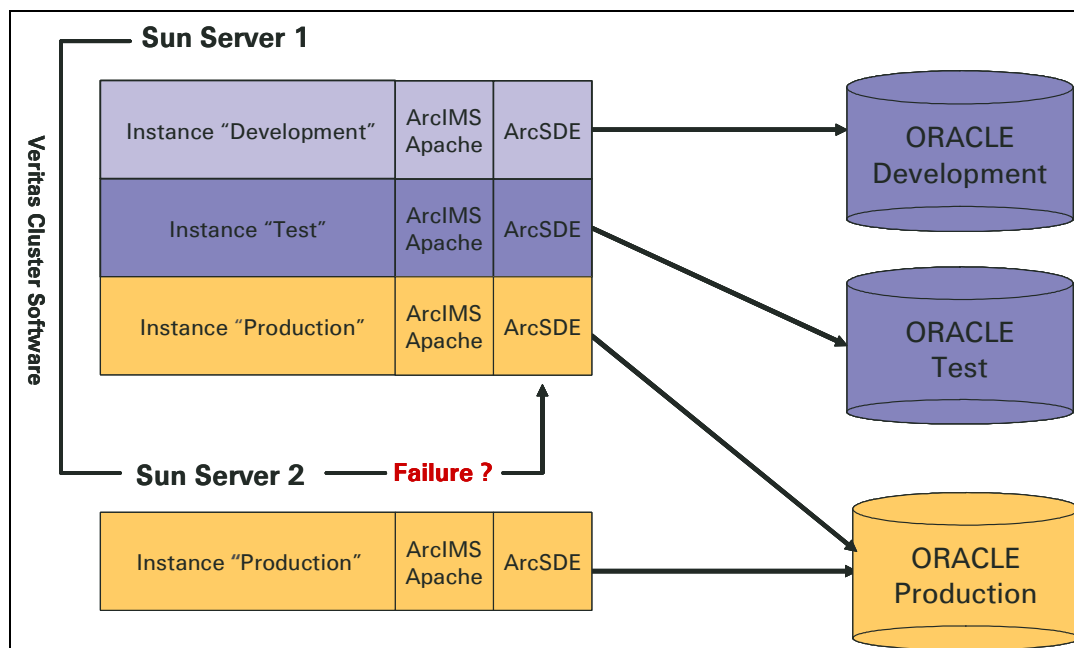 Sun Server 1
Veritas Cluster Software
Instance “Development”
ArcIMS
Apache
ArcSDE
ORACLE
Development
Instance “Test”
ArcIMS
Apache
ArcSDE
ORACLE
Test
Instance “Production”
ArcIMS
Apache
ArcSDE
Sun Server 2
Failure ?
Instance “Production”
ArcIMS
Apache
ArcSDE
ORACLE
Production